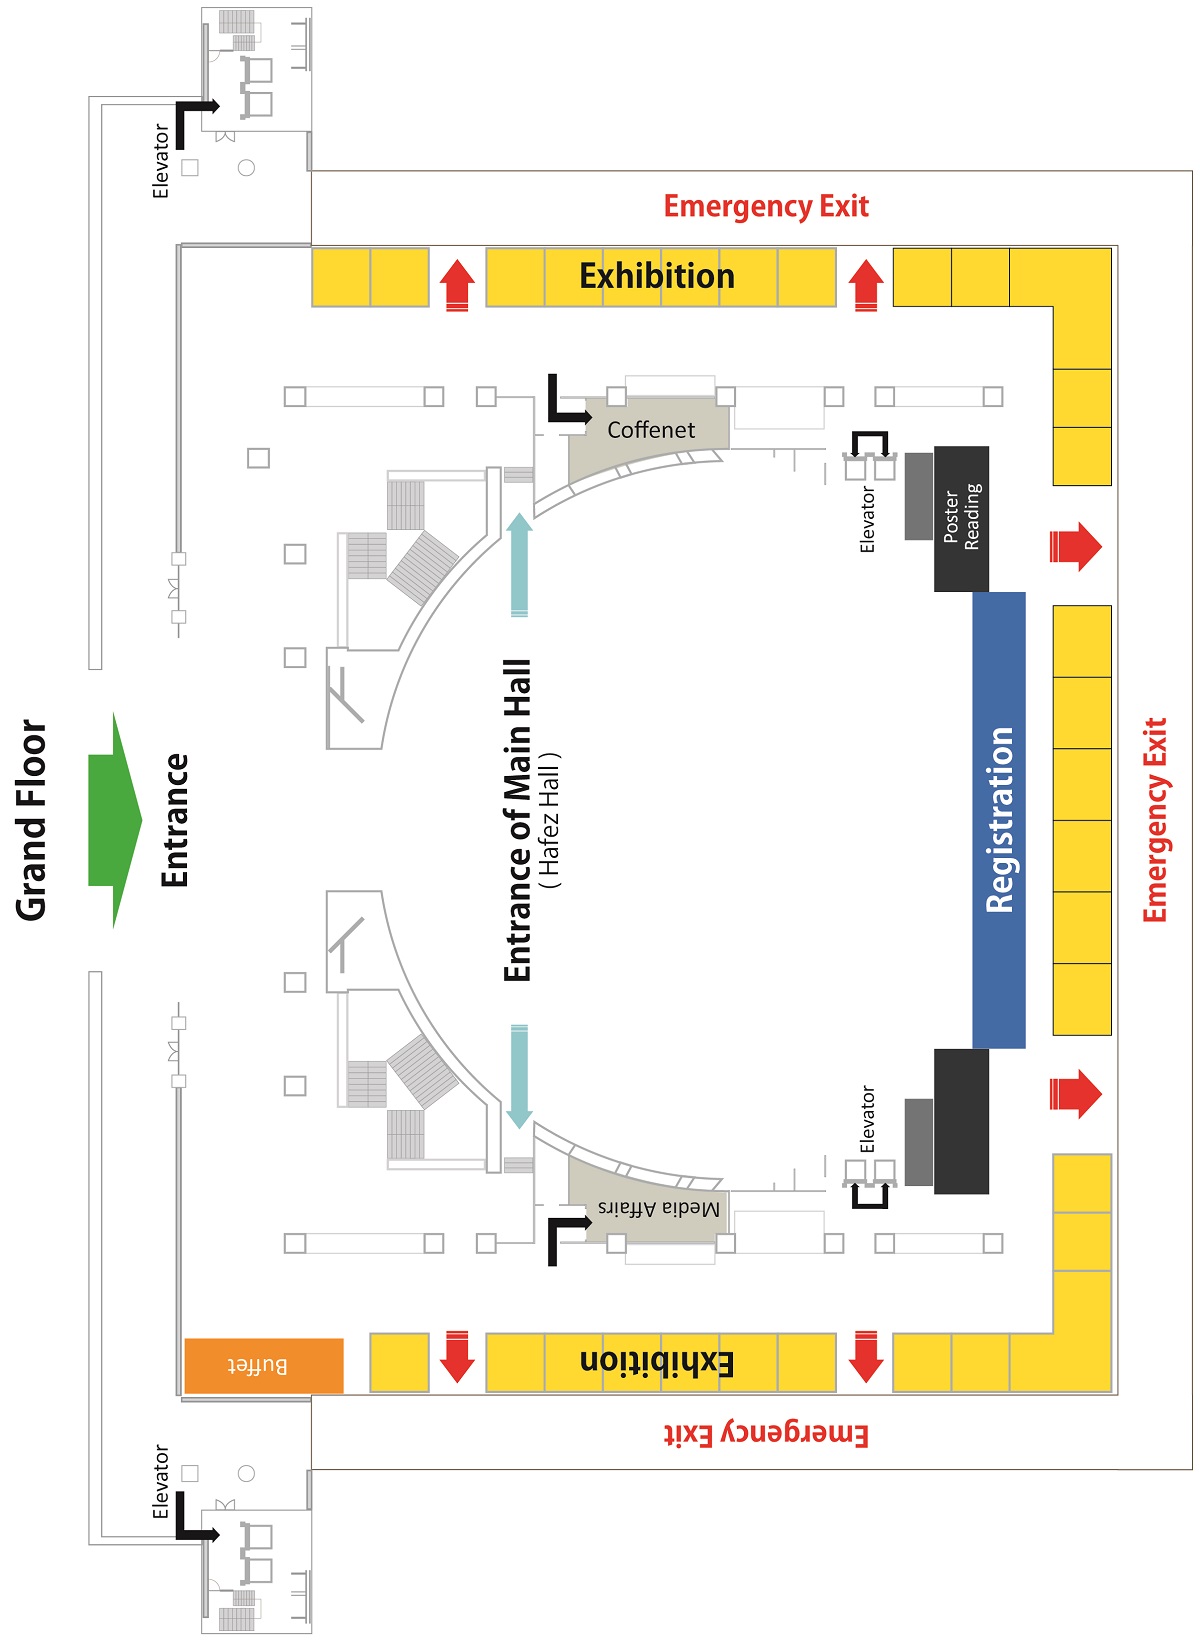 Elevator
Emergency Exit
Exhibition
Coffenet
Elevator
Poster
Reading
Grand Floor
Entrance
Entrance of Main Hall
( Hafez Hall )
Registration
Emergency Exit
Elevator
Media Affairs
Buffet
Exhibition
Emergency Exit
Elevator